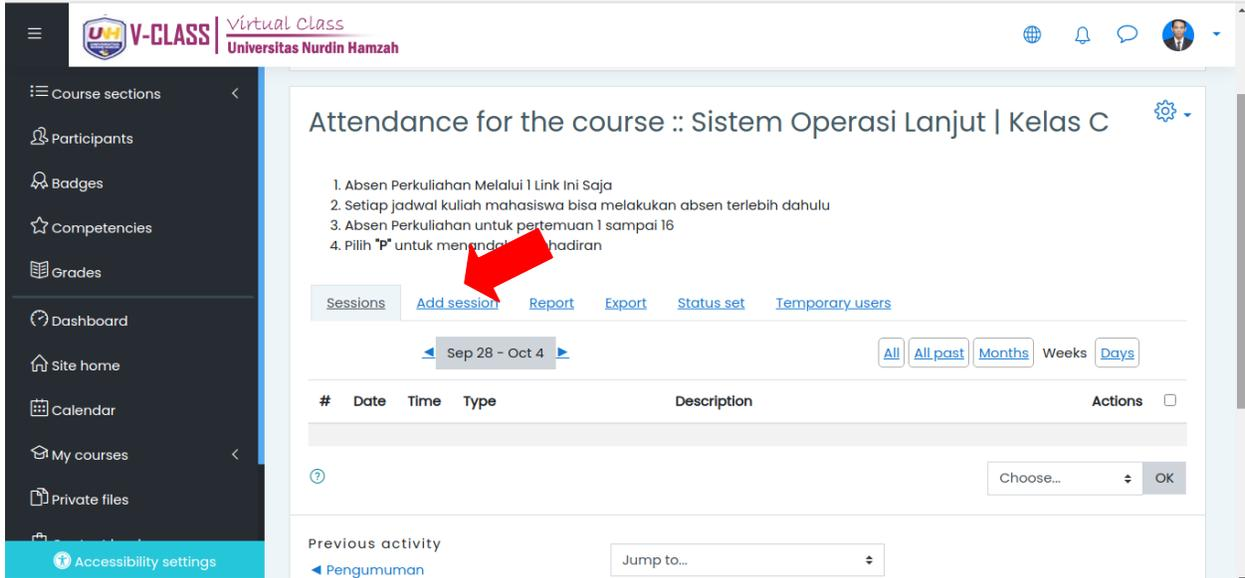 V-CLASS
Virtual Class
Universitas Nurdin Hamzah
Course sections
Participants
Badges
Competencies
Grades
Dashboard
Site home
Calendar
My courses
Private files
Accessibility settings
Attendance for the course :: Sistem Operasi Lanjut | Kelas C
1. Absen Perkuliahan Melalui 1 Link Ini Saja
2. Setiap jadwal kuliah mahasiswa bisa melakukan absen terlebih dahulu
3. Absen Perkuliahan untuk pertemuan 1 sampai 16
4. Pilih "P" untuk
Sessions Add session Report Export Status set Temporary users
◄ Sep 28 - Oct 4 ► All All past Months Weeks Days
# Date Time Type Description Actions
Choose... OK
Previous activity
Jump to...
◄ Pengumuman